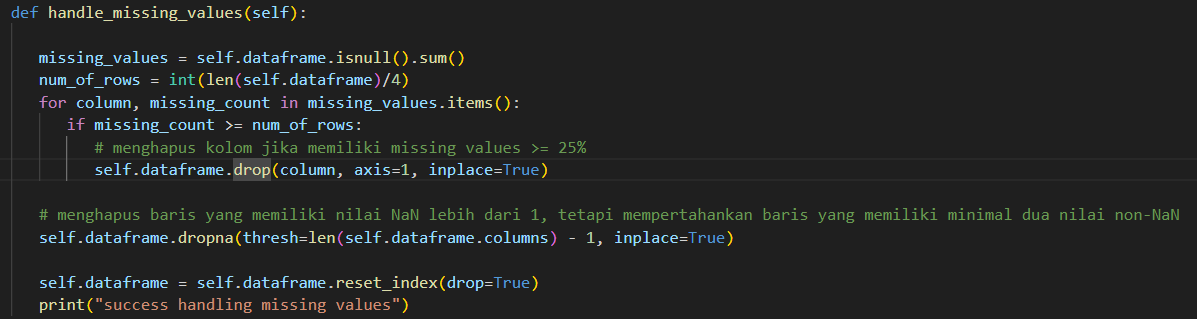 def handle_missing_values(self):
missing_values = self.dataframe.isnull().sum()
num_of_rows = int(len(self.dataframe)/4)
for column, missing_count in missing_values.items():
if missing_count >= num_of_rows:
# menghapus kolom jika memiliki missing values >= 25%
self.dataframe.drop(column, axis=1, inplace=True)
# menghapus baris yang memiliki nilai NaN lebih dari 1, tetapi mempertahankan baris yang memiliki minimal dua nilai non-NaN
self.dataframe.dropna(thresh=len(self.dataframe.columns) - 1, inplace=True)
self.dataframe = self.dataframe.reset_index(drop=True)
print("success handling missing values")